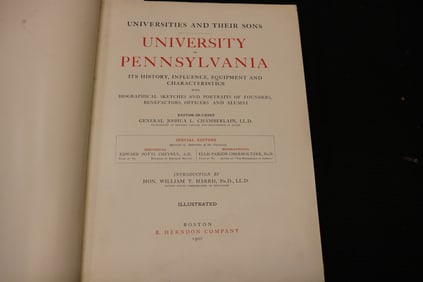 UNIVERSITIES AND THEIR SONS
UNIVERSITY
OF
PENNSYLVANIA
ITS HISTORY, INFLUENCE, EQUIPMENT AND
CHARACTERISTICS
WITH
BIOGRAPHICAL SKETCHES AND PORTRAITS OF FOUNDERS,
BENEFACTORS, OFFICERS AND ALUMNI
EDITOR-IN-CHIEF
GENERAL JOSHUA L. CHAMBERLAIN, LL.D.
SPECIAL EDITORS
HISTORICAL
BIOGRAPHICAL
EDWARD POTTS CHEYNEY, A.M.
ELLIS PAXSON OBERHOLTZER, Ph.D.
INTRODUCTION BY
HON. WILLIAM T. HARRIS, Ph.D., LL.D.
ILLUSTRATED
BOSTON
R. HERNDON COMPANY